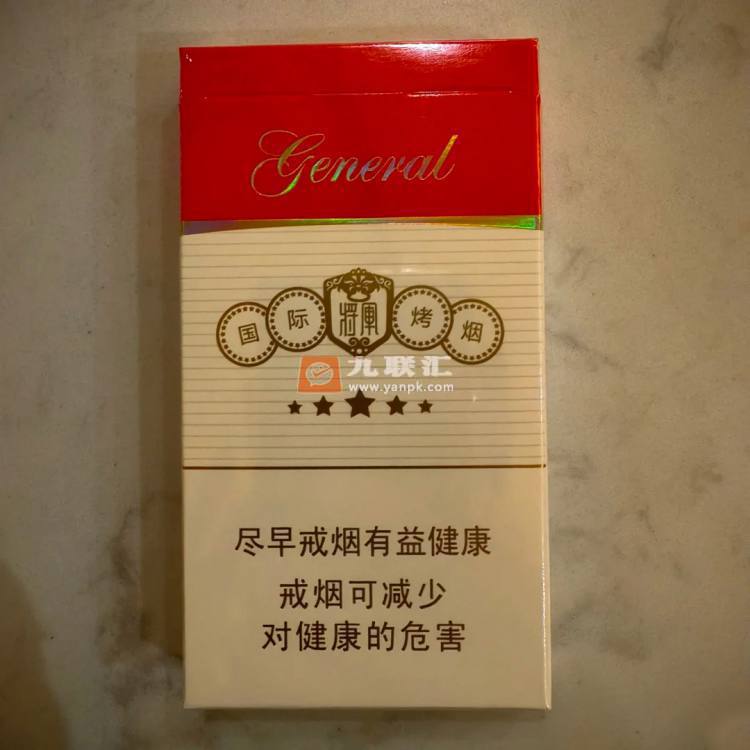 General
国际将軍烤烟
九联汇
www.yanpk.com
尽早戒烟有益健康
戒烟可减少
对健康的危害